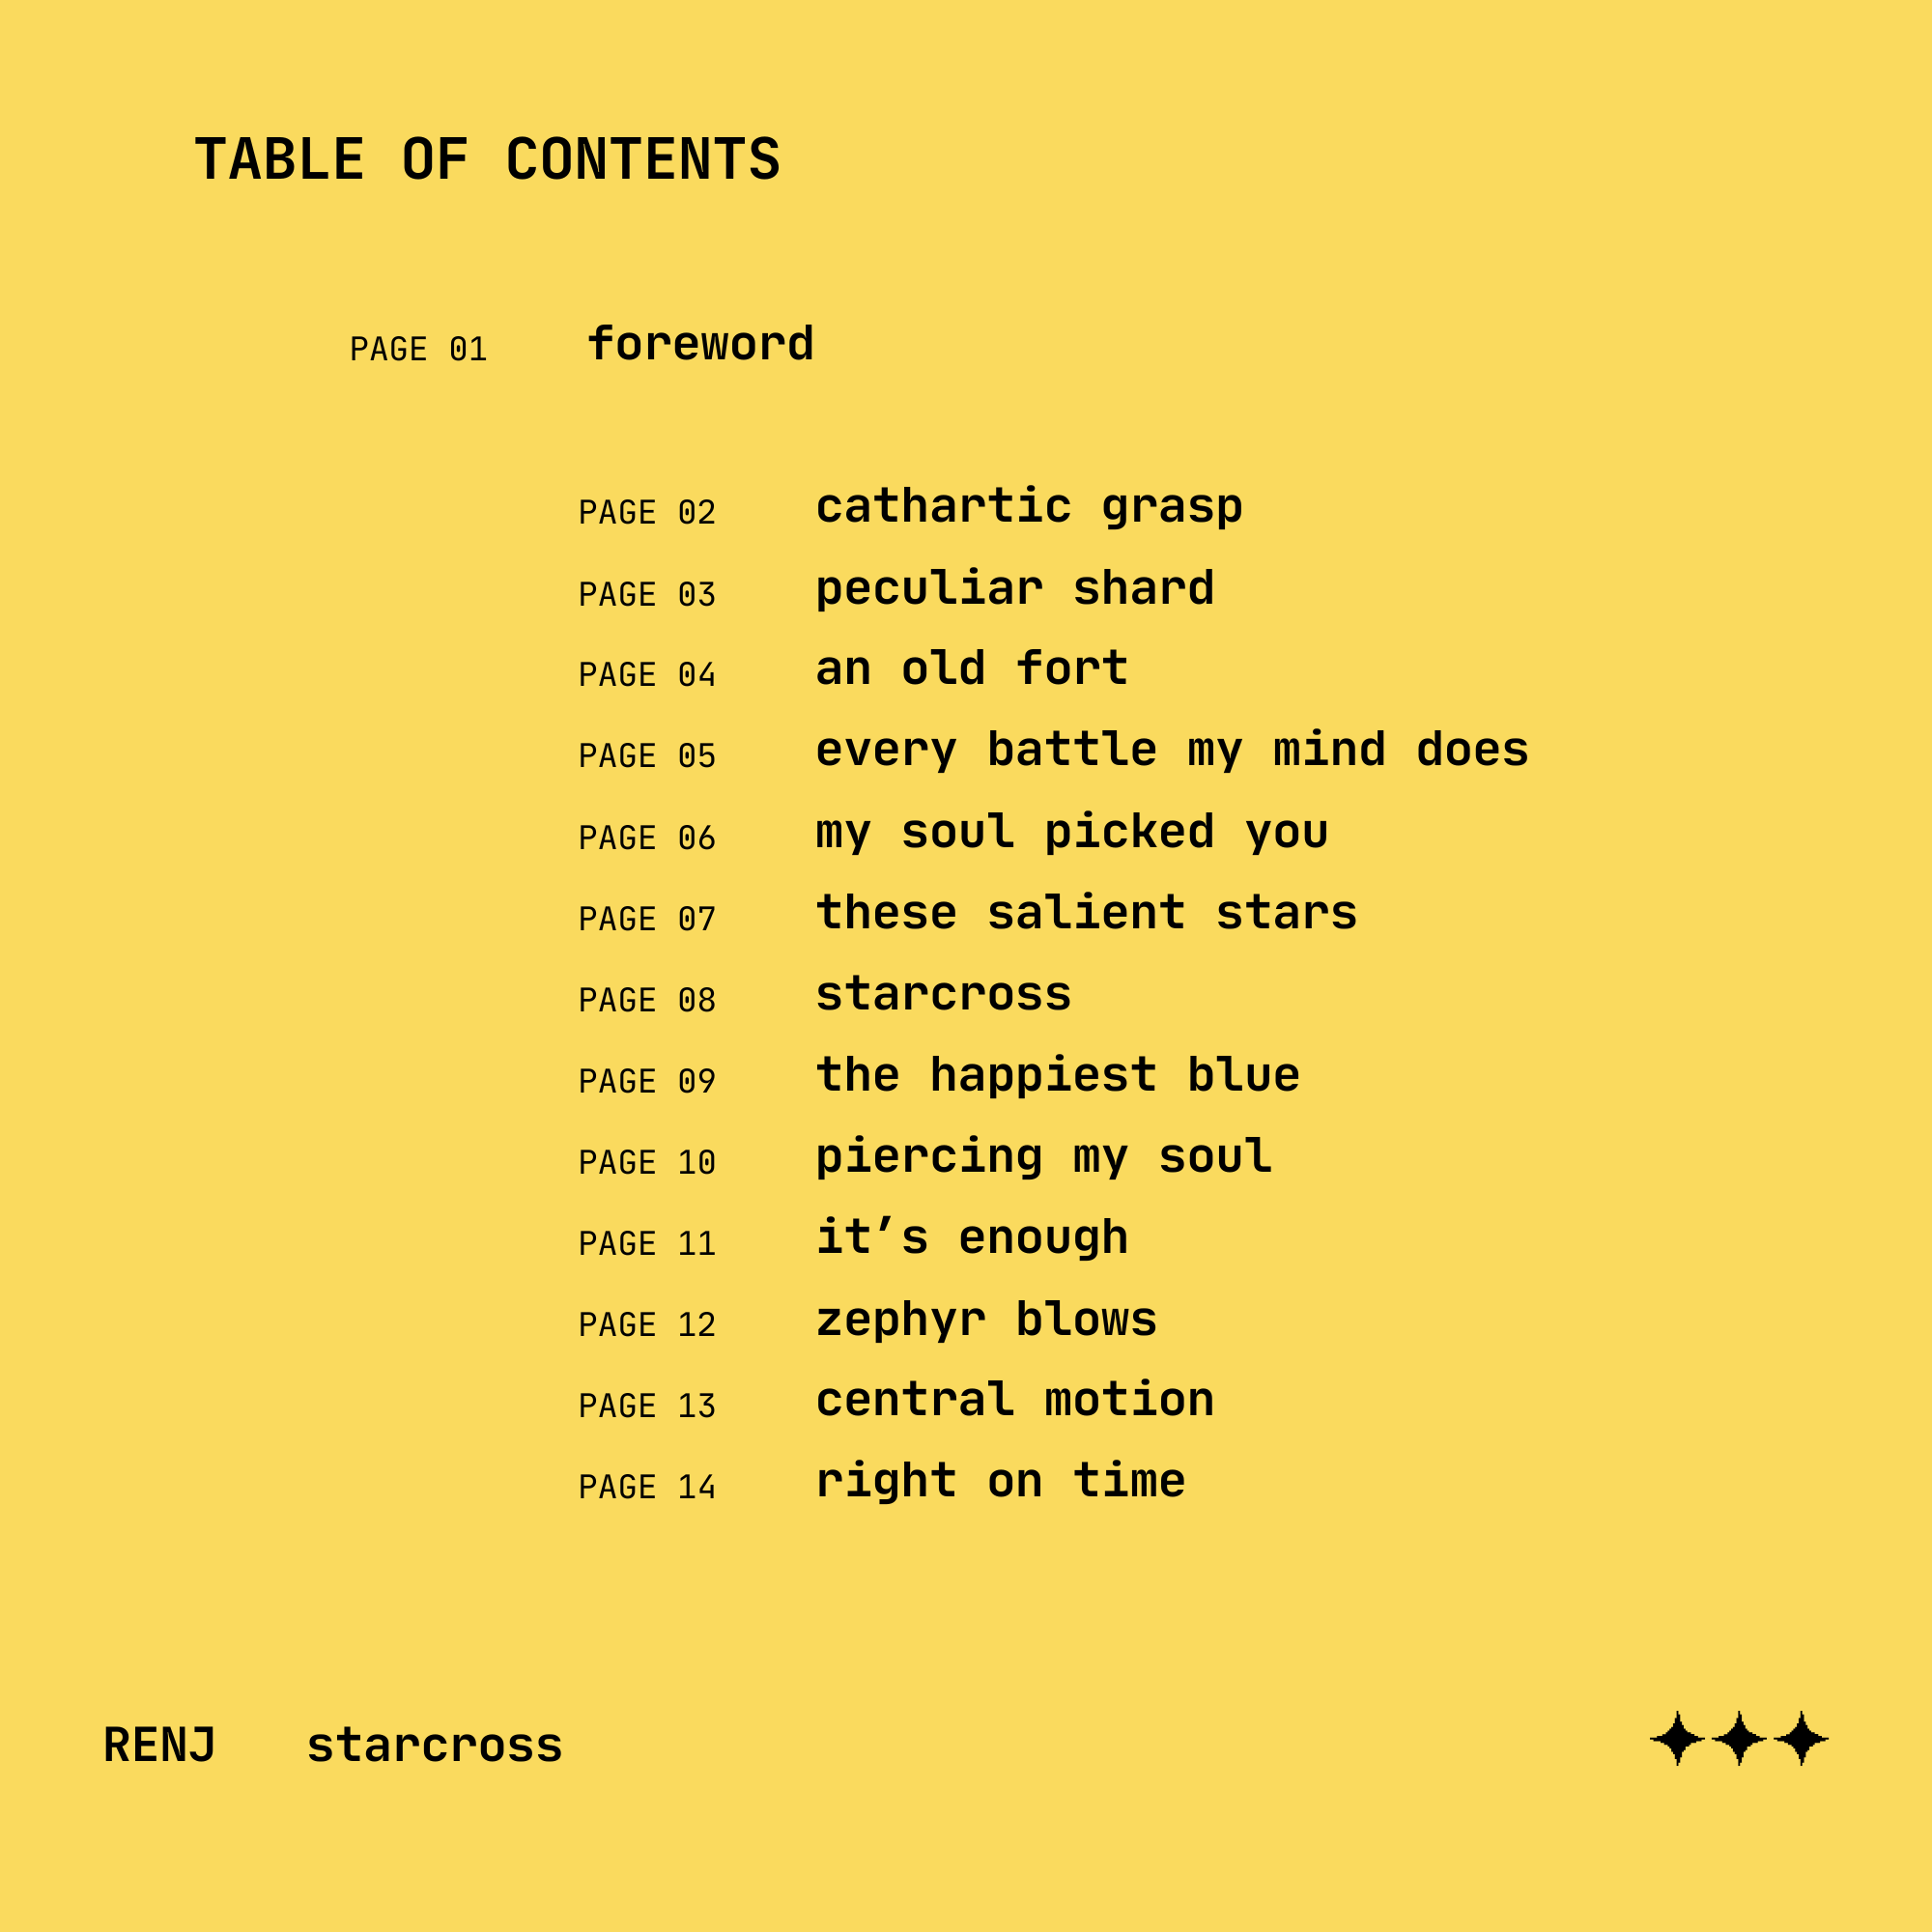 TABLE OF CONTENTS
PAGE 01 foreword
PAGE 02 cathartic grasp
PAGE 03 peculiar shard
PAGE 04 an old fort
PAGE 05 every battle my mind does
PAGE 06 my soul picked you
PAGE 07 these salient stars
PAGE 08 starcross
PAGE 09 the happiest blue
PAGE 10 piercing my soul
PAGE 11 it’s enough
PAGE 12 zephyr blows
PAGE 13 central motion
PAGE 14 right on time
RENJ starcross